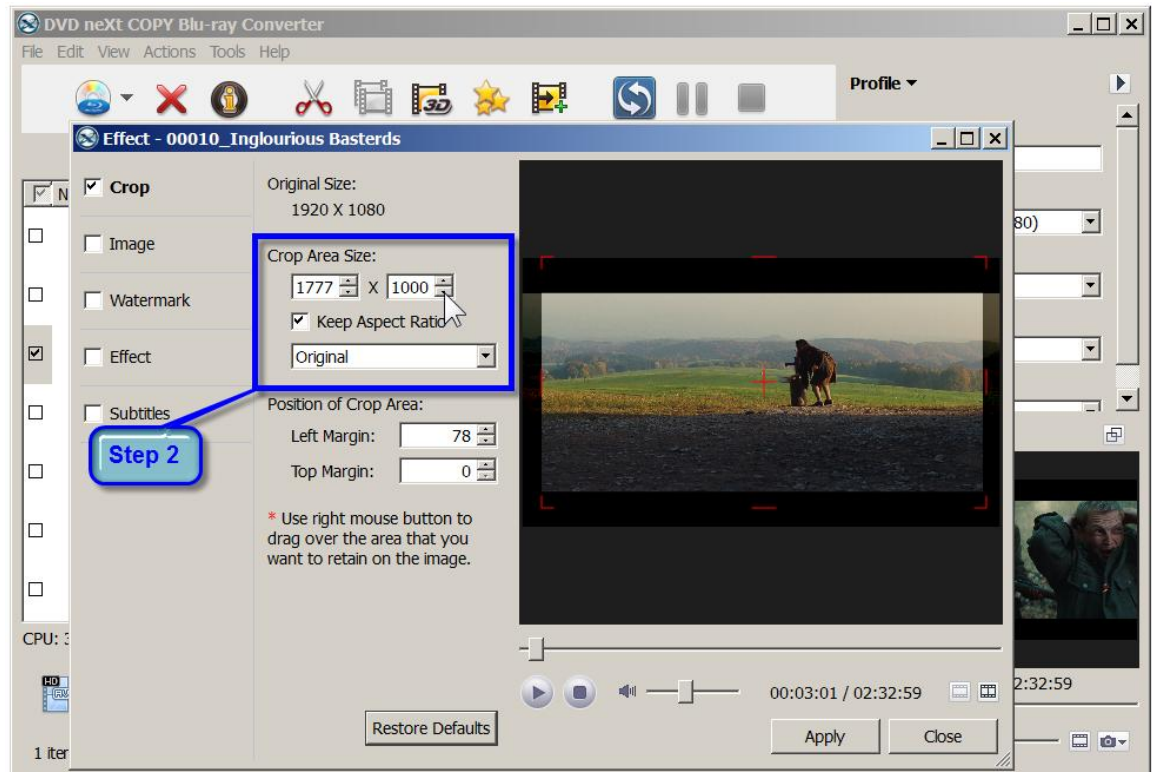 DVD neXt COPY Blu-ray Converter
File Edit View Actions Tools Help
3D
Profile
Effect - 00010_Inglourious Basterds
N
Crop
Image
Watermark
Effect
Subtitles
Step 2
Original Size:
1920 X 1080
Crop Area Size:
1777 X 1000
Keep Aspect Ratio
Original
Position of Crop Area:
Left Margin: 78
Top Margin: 0
* Use right mouse button to
drag over the area that you
want to retain on the image.
Restore Defaults
00:03:01 / 02:32:59
Apply Close
80)
2:32:59
CPU: 3
HD
1 iter